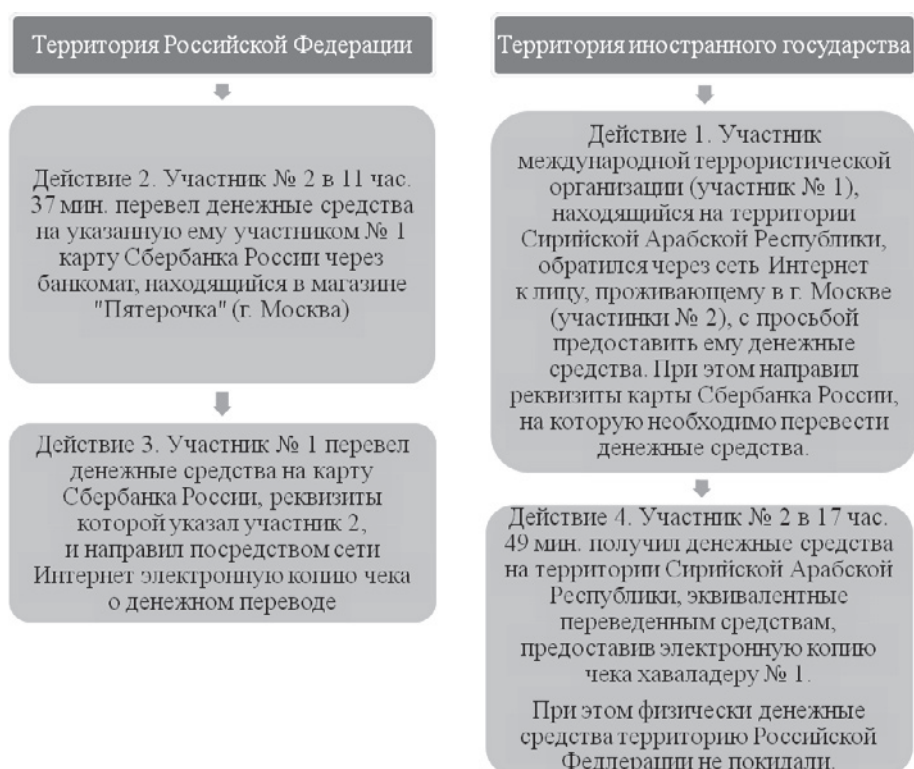 Территория Российской Федерации
Действие 2. Участник № 2 в 11 час.
37 мин. перевел денежные средства
на указанную ему участником № 1
карту Сбербанка России через
банкомат, находящийся в магазине
"Пятерочка" (г. Москва)
Действие 3. Участник № 1 перевел
денежные средства на карту
Сбербанка России, реквизиты
которой указал участник 2,
и направил посредством сети
Интернет электронную копию чека
о денежном переводе
Территория иностранного государства
Действие 1. Участник
международной террористической
организации (участник № 1),
находящийся на территории
Сирийской Арабской Республики,
обратился через сеть Интернет
к лицу, проживающему в г. Москве
(участинки № 2), с просьбой
предоставить ему денежные
средства. При этом направил
реквизиты карты Сбербанка России,
на которую необходимо перевести
денежные средства.
Действие 4. Участник № 2 в 17 час.
49 мин. получил денежные средства
на территории Сирийской Арабской
Республики, эквивалентные
переведенным средствам,
предоставив электронную копию
чека хаваладеру № 1.
При этом физически денежные
средства территорию Российской
Федлерации не покидали.